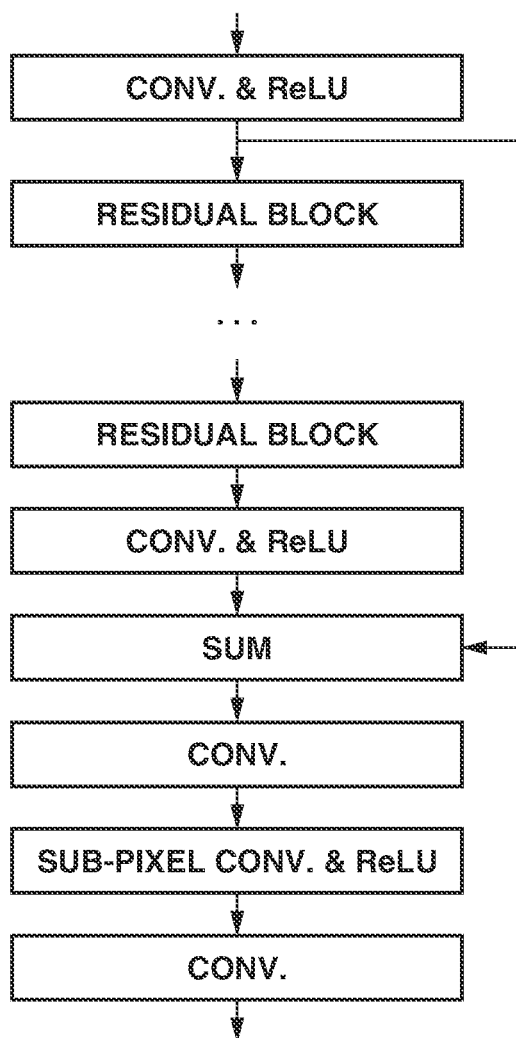 CONV. & ReLU
RESIDUAL BLOCK
...
RESIDUAL BLOCK
CONV. & ReLU
SUM
CONV.
SUB-PIXEL CONV. & ReLU
CONV.